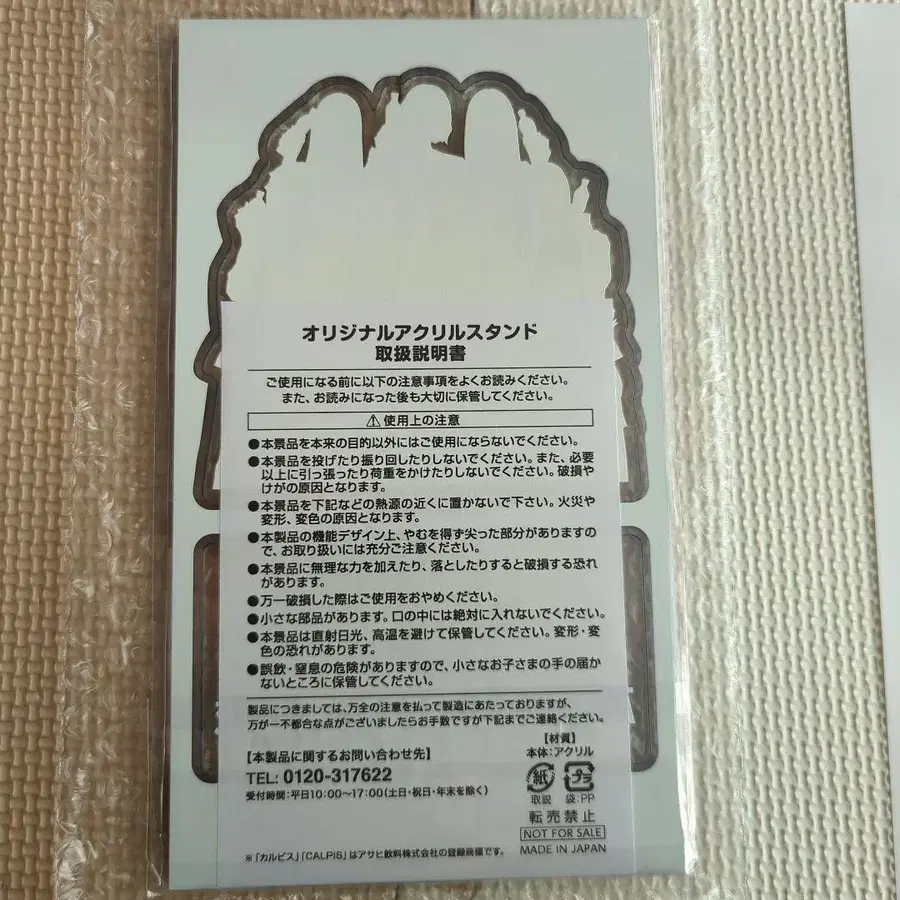 オリジナルアクリルスタンド
取扱説明書
ご使用になる前に以下の注意事項をよくお読みください。
また、お読みになった後も大切に保管してください。
⚠使用上の注意
●本景品を本来の目的以外にはご使用にならないでください。
●本景品を投げたり振り回したりしないでください。また、必要
以上に引っ張ったり荷重をかけたりしないでください。破損や
けがの原因となります。
●本景品を下記などの熱源の近くに置かないで下さい。火災や
変形、変色の原因となります。
●本製品の機能デザイン上、やむを得ず尖った部分がありますの
で、お取り扱いには充分ご注意ください。
●本景品に無理な力を加えたり、落としたりすると破損する恐れ
があります。
●万一破損した際はご使用をおやめください。
●小さな部品があります。口の中には絶対に入れないでください。
●本景品は直射日光、高温を避けて保管してください。変形・変
色の恐れがあります。
●誤飲・窒息の危険がありますので、小さなお子さまの手の届か
ないところに保管してください。
製品につきましては、万全の注意を払って製造にあたっておりますが、
万が一不都合な点がございましたらお手数ですが下記までご連絡ください。
【本製品に関するお問い合わせ先】
TEL: 0120-317622
受付時間:平日10:00〜17:00(土日・祝日・年末を除く)
【材質】
本体:アクリル
紙 プラ
取説 袋:PP
転売禁止
NOT FOR SALE
MADE IN JAPAN
※「カルピス」「CALPIS」はアサヒ飲料株式会社の登録商標です。